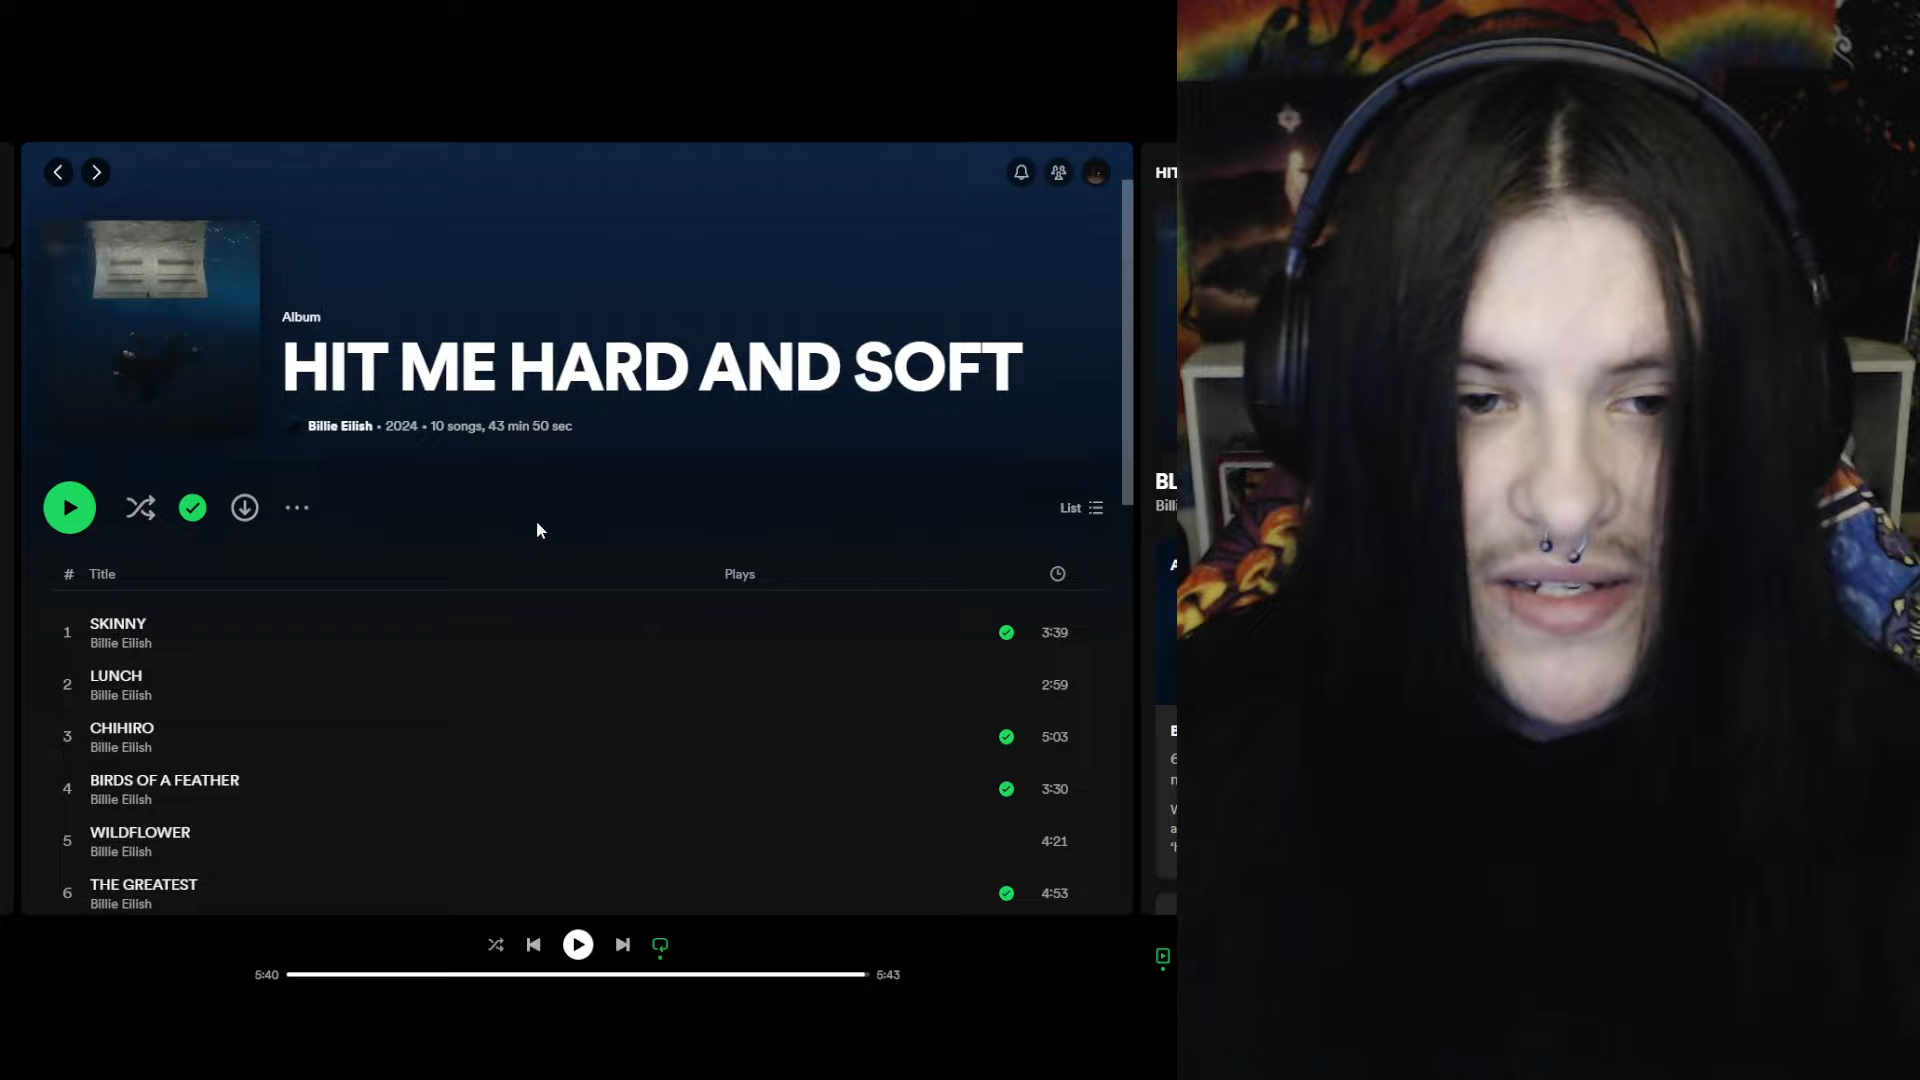 HIT
Album
HIT ME HARD AND SOFT
Billie Eilish • 2024 • 10 songs, 43 min 50 sec
BL
Billi
List
# Title Plays
1 SKINNY 3:39
Billie Eilish
2 LUNCH 2:59
Billie Eilish
3 CHIHIRO 5:03
Billie Eilish
4 BIRDS OF A FEATHER 3:30
Billie Eilish
5 WILDFLOWER 4:21
Billie Eilish
6 THE GREATEST 4:53
Billie Eilish
5:40 5:43